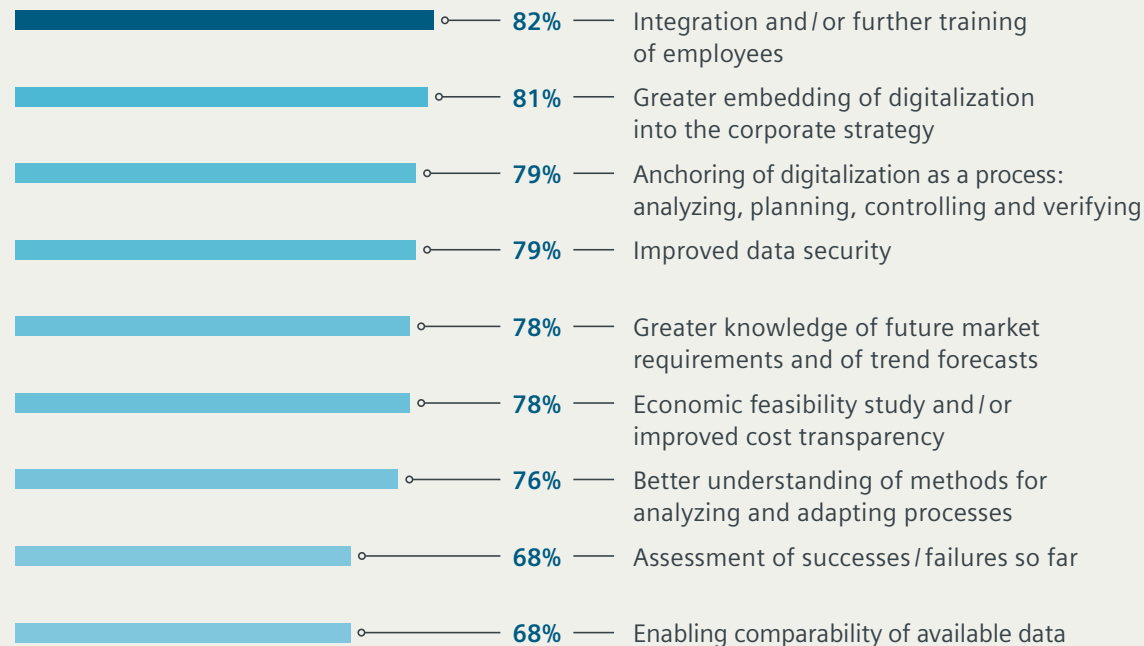 82% Integration and/or further training
of employees
81% Greater embedding of digitalization
into the corporate strategy
79% Anchoring of digitalization as a process:
analyzing, planning, controlling and verifying
79% Improved data security
78% Greater knowledge of future market
requirements and of trend forecasts
78% Economic feasibility study and/or
improved cost transparency
76% Better understanding of methods for
analyzing and adapting processes
68% Assessment of successes/failures so far
68% Enabling comparability of available data